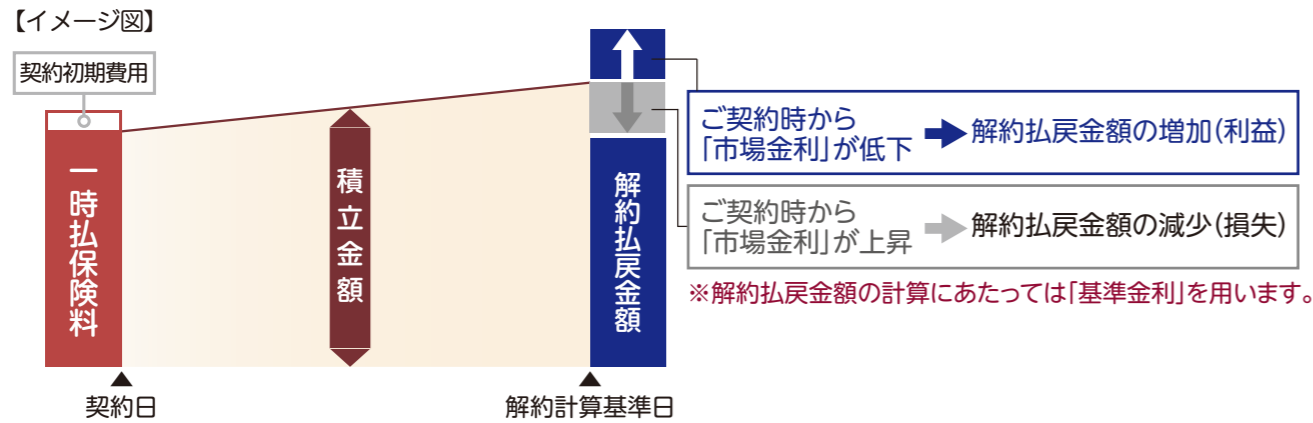 【イメージ図】
契約初期費用
一時払保険料
積立金額
解約払戻金額
ご契約時から
「市場金利」が低下
解約払戻金額の増加(利益)
ご契約時から
「市場金利」が上昇
解約払戻金額の減少(損失)
※解約払戻金額の計算にあたっては「基準金利」を用います。
契約日
解約計算基準日